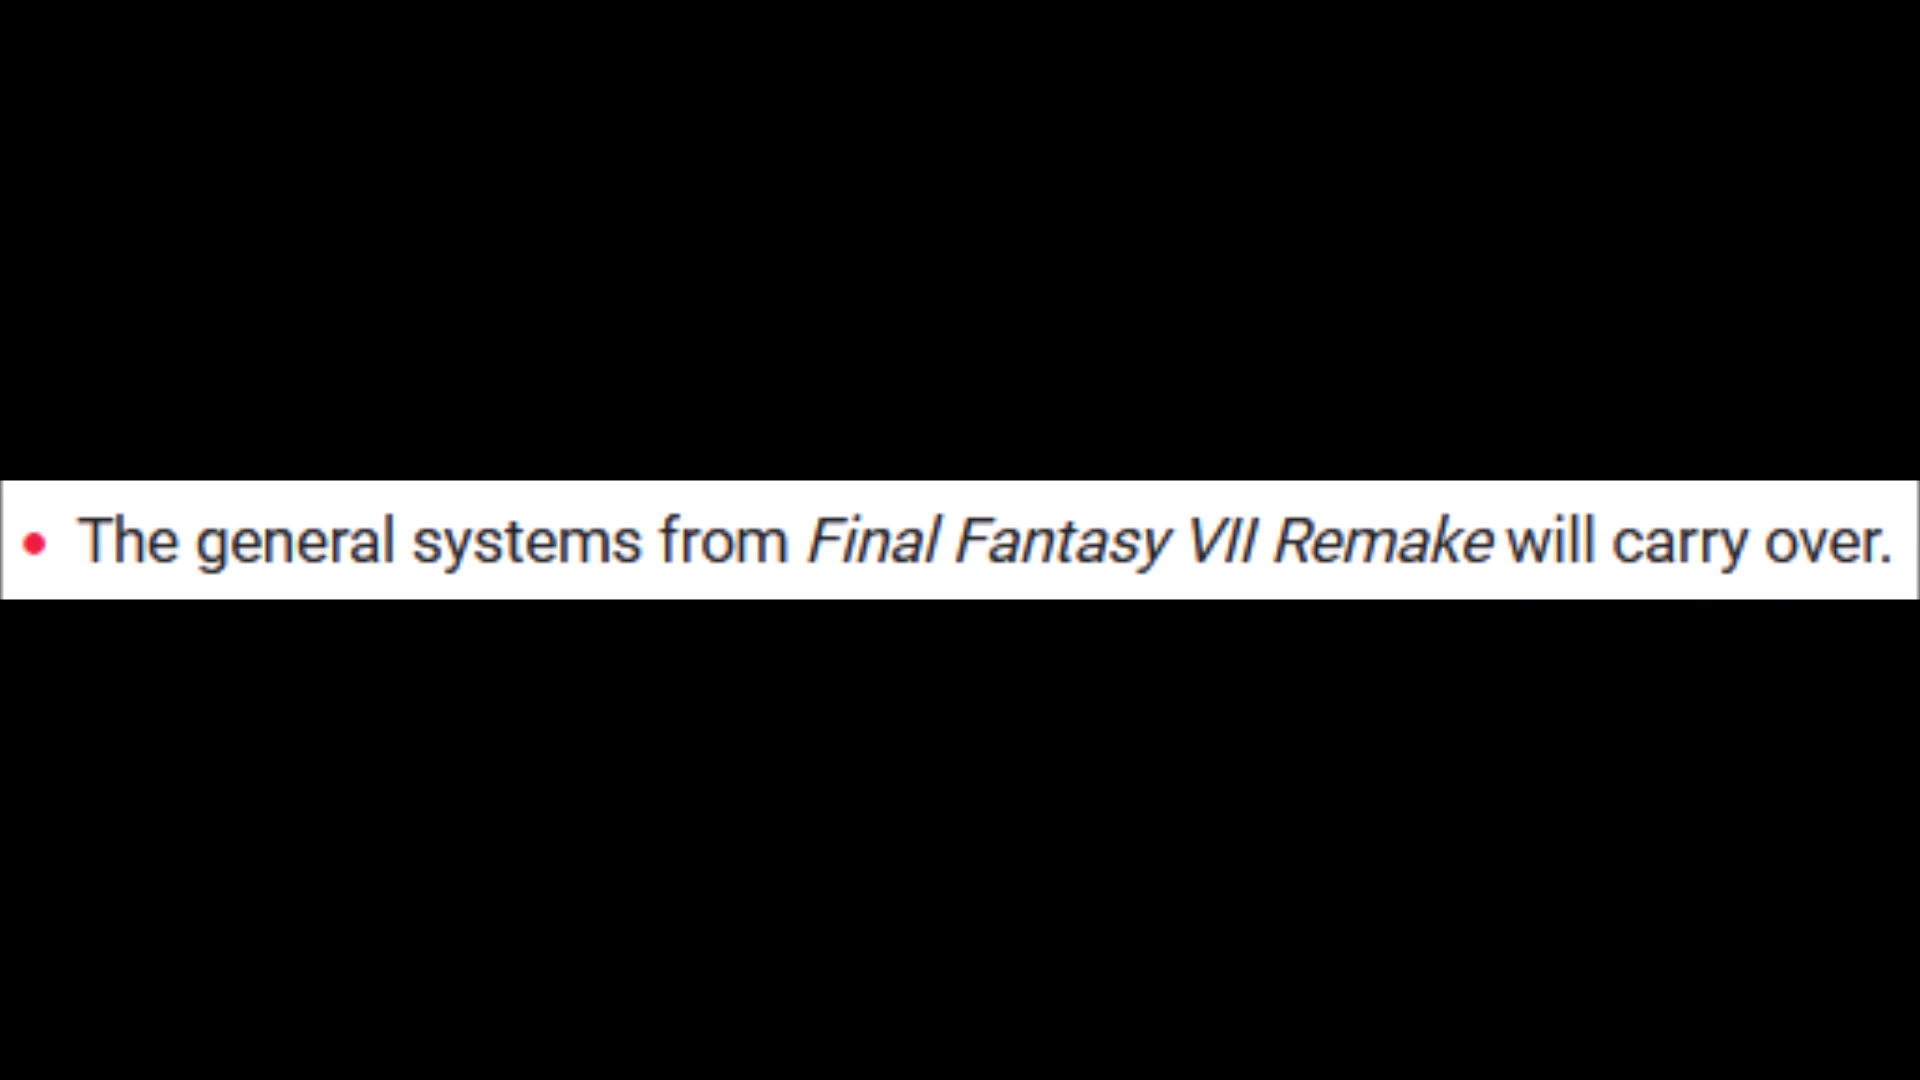 • The general systems from Final Fantasy VII Remake will carry over.